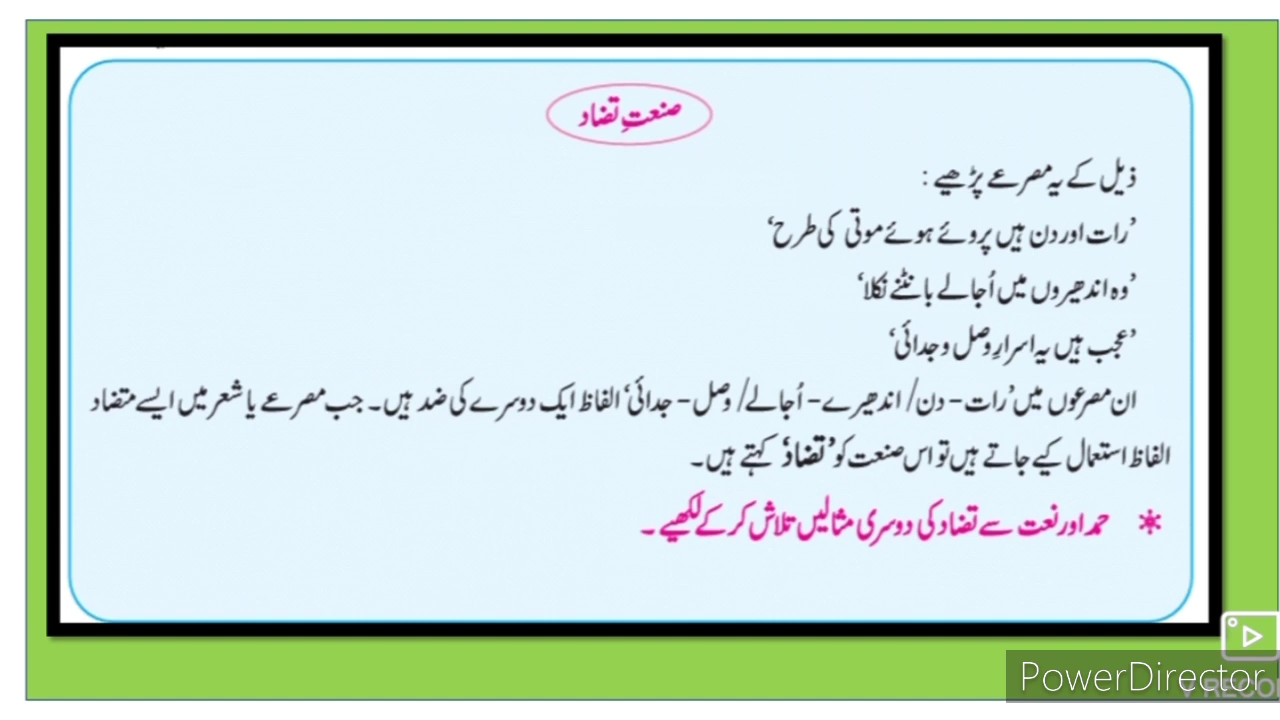 صنعتِ تضاد
ذیل کے یہ مصرعے پڑھیے :
’رات اور دن ہیں پروئے ہوئے موتی کی طرح‘
’وہ اندھیروں میں اُجالے بانٹنے نکلا‘
’عجب ہیں یہ اسرارِ وصل و جدائی‘
ان مصرعوں میں ’رات – دن/ اندھیرے – اُجالے/ وصل – جدائی‘ الفاظ ایک دوسرے کی ضد ہیں۔ جب مصرعے یا شعر میں ایسے متضاد
الفاظ استعمال کیے جاتے ہیں تو اس صنعت کو ’تضاد‘ کہتے ہیں۔
* حمد اور نعت سے تضاد کی دوسری مثالیں تلاش کر کے لکھیے ۔
PowerDirector